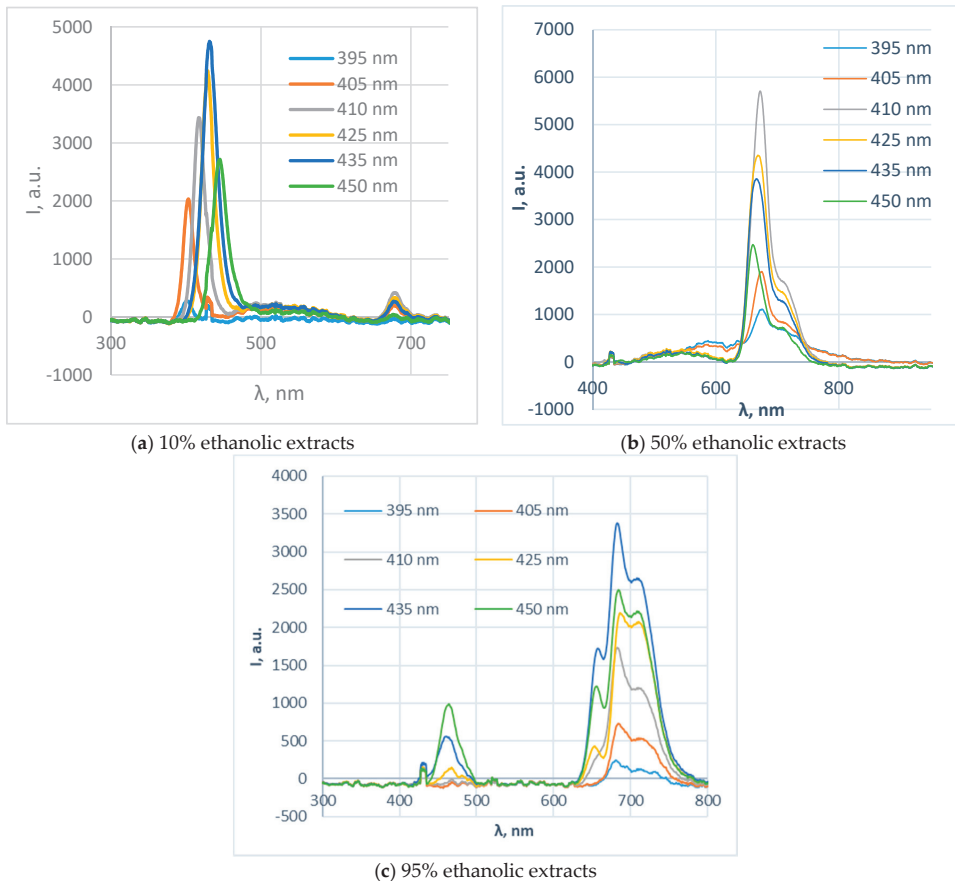 5000
4000
3000
2000
1000
0
-1000
I, a.u.
300
500
700
λ, nm
395 nm
405 nm
410 nm
425 nm
435 nm
450 nm
(a) 10% ethanolic extracts
7000
6000
5000
4000
3000
2000
1000
0
-1000
I, a.u.
400
600
800
λ, nm
395 nm
405 nm
410 nm
425 nm
435 nm
450 nm
(b) 50% ethanolic extracts
4000
3500
3000
2500
2000
1500
1000
500
0
-500
I, a.u.
300 400 500 600 700 800
λ, nm
395 nm 405 nm
410 nm 425 nm
435 nm 450 nm
(c) 95% ethanolic extracts